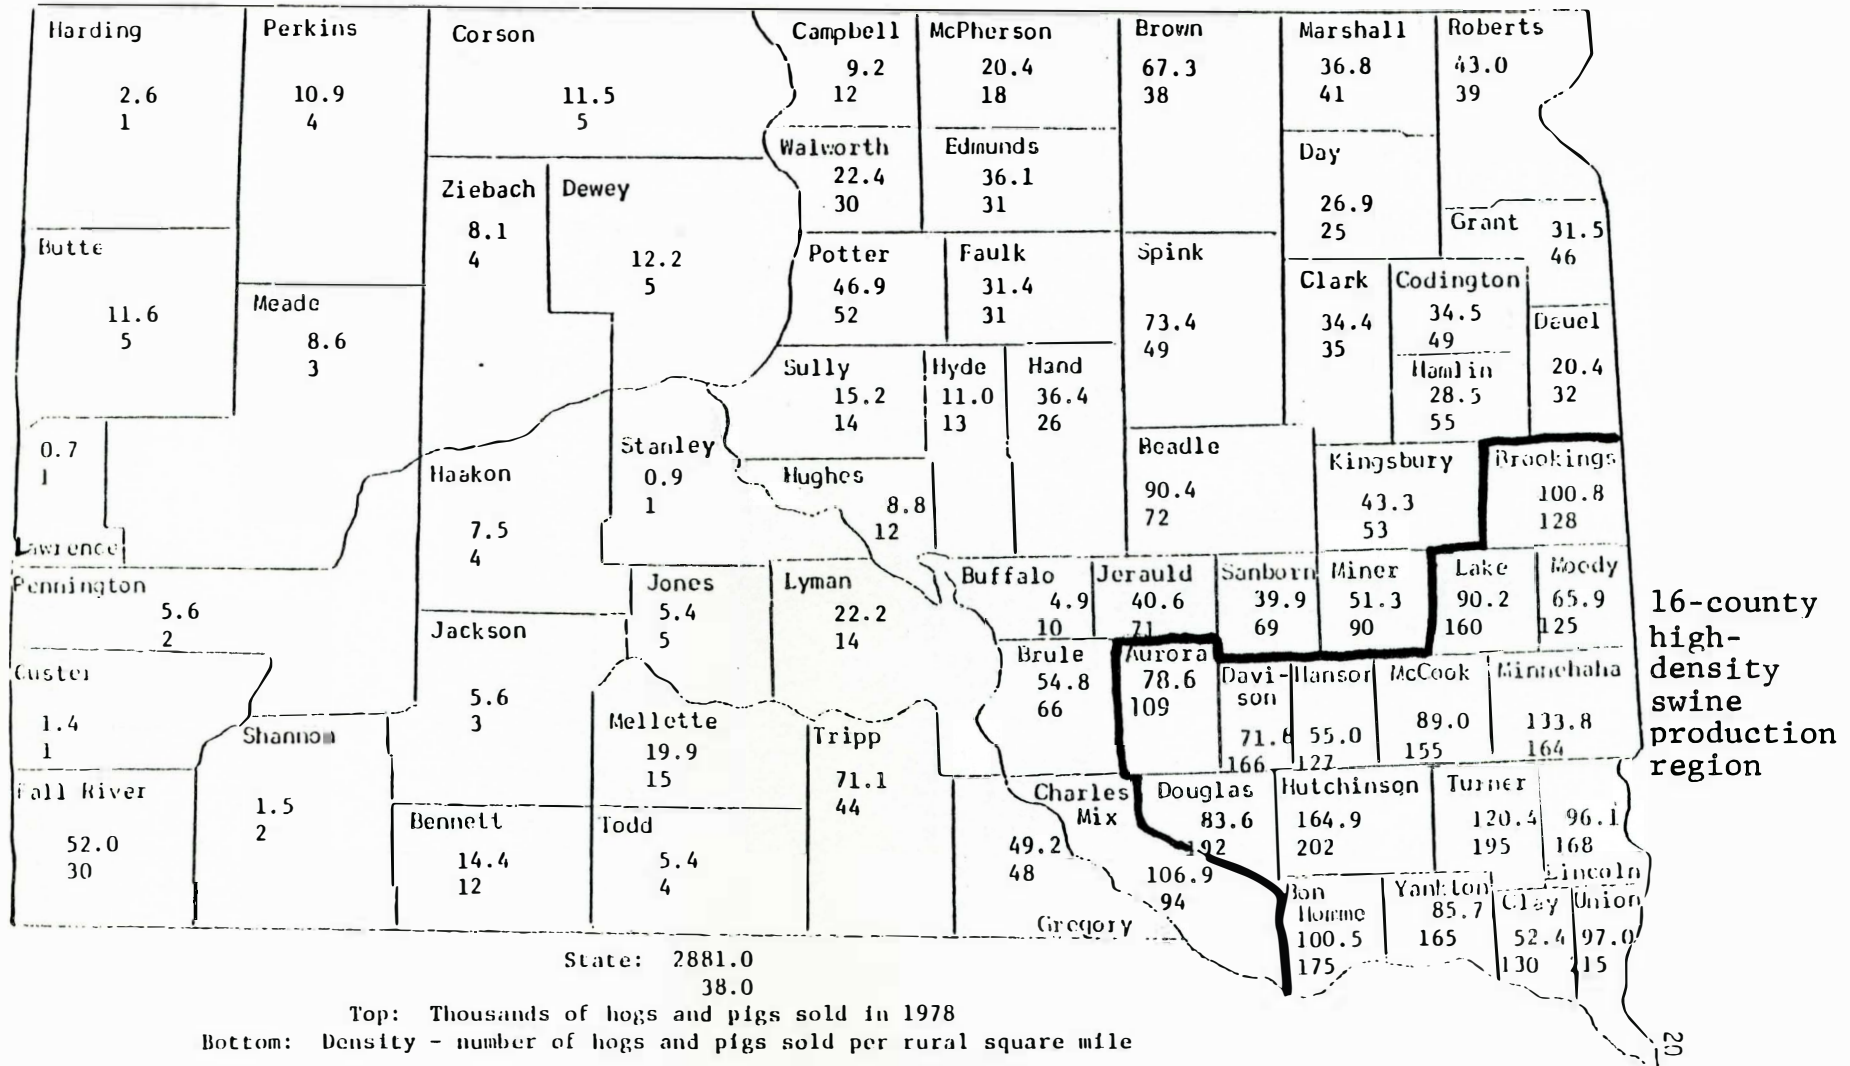 Harding
2.6
1
Perkins
10.9
4
Corson
11.5
5
Campbell
9.2
12
McPherson
20.4
18
Brown
67.3
38
Marshall
36.8
41
Roberts
43.0
39
Walworth
22.4
30
Edmunds
36.1
31
Day
26.9
25
Grant
31.5
46
Ziebach
8.1
4
Dewey
12.2
5
Butte
11.6
5
Meade
8.6
3
Potter
46.9
52
Faulk
31.4
31
Spink
73.4
49
Clark
34.4
35
Codington
34.5
49
Deuel
20.4
32
Sully
15.2
14
Hyde
11.0
13
Hand
36.4
26
Hamlin
28.5
55
0.7
1
Lawrence
Haakon
7.5
4
Stanley
0.9
1
Hughes
8.8
12
Beadle
90.4
72
Kingsbury
43.3
53
Brookings
100.8
128
Pennington
5.6
2
Jackson
5.6
3
Jones
5.4
5
Lyman
22.2
14
Buffalo
4.9
10
Jerauld
40.6
71
Sanborn
39.9
69
Miner
51.3
90
Lake
90.2
160
Moody
65.9
125
16-county
high-
density
swine
production
region
Custer
1.4
1
Shannon
1.5
2
Mellette
19.9
15
Tripp
71.1
44
Brule
54.8
66
Aurora
78.6
109
Davi-
son
71.8
166
Hanson
55.0
127
McCook
89.0
155
Minnehaha
133.8
164
Fall River
52.0
30
Bennett
14.4
12
Todd
5.4
4
49.2
48
Gregory
Charles
Mix
106.9
94
Douglas
83.6
192
Hutchinson
164.9
202
Turner
120.4
195
96.1
168
Lincoln
Bon
Homme
100.5
175
Yankton
85.7
165
Clay
52.4
130
Union
97.0
215
State: 2881.0
38.0
Top: Thousands of hogs and pigs sold in 1978
Bottom: Density - number of hogs and pigs sold per rural square mile
20